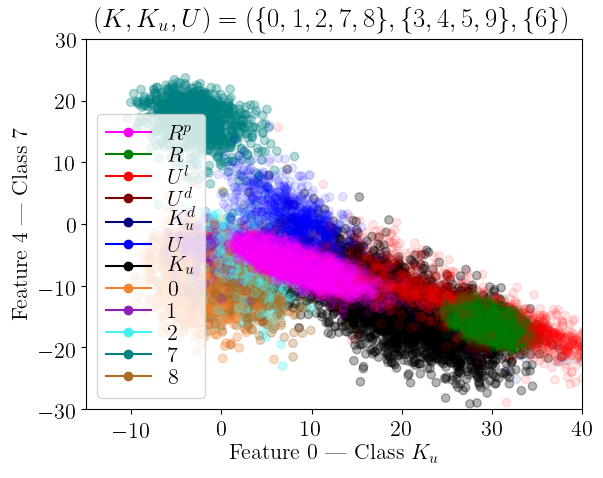 (K, K_u, U) = ({0, 1, 2, 7, 8}, {3, 4, 5, 9}, {6})
30
20
10
0
−10
−20
−30
Feature 4 — Class 7
R^p
R
U^l
U^d
K_u^d
U
K_u
0
1
2
7
8
−10
0
10
20
30
40
Feature 0 — Class K_u